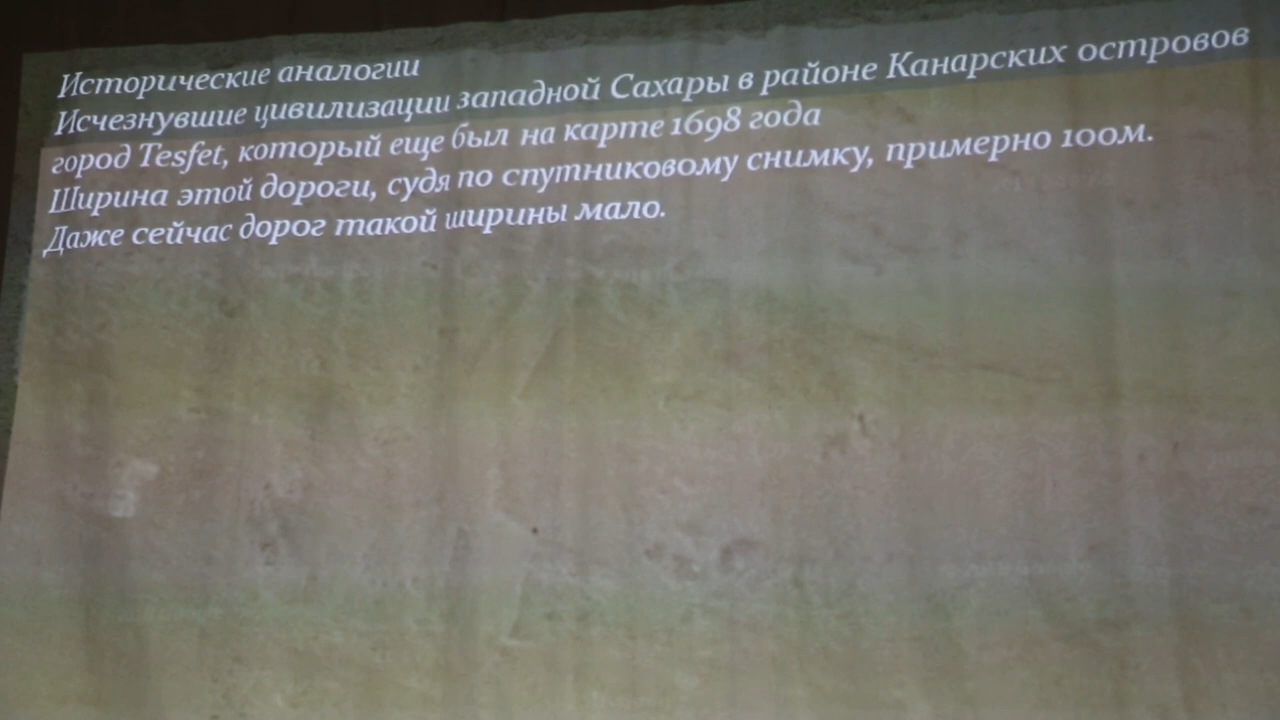 Исторические аналогии
Исчезнувшие цивилизации западной Сахары в районе Канарских островов
город Tesfet, который еще был на карте 1698 года
Ширина этой дороги, судя по спутниковому снимку, примерно 100м.
Даже сейчас дорог такой ширины мало.